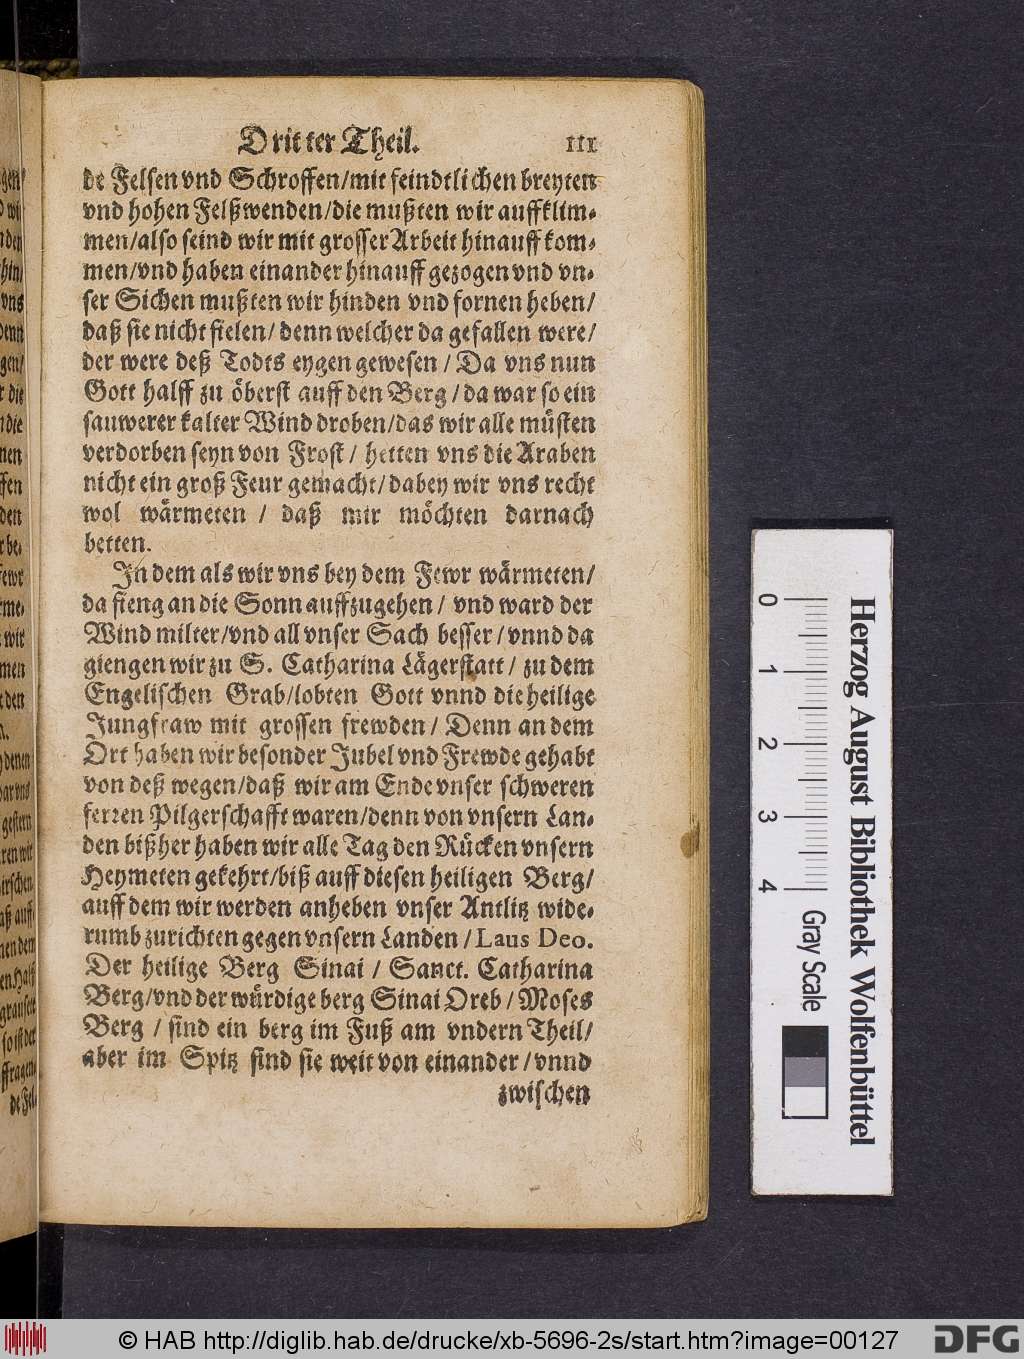 Dritter Theil. 111
de Felsen vnd Schroffen/mit feindtlichen breyten
vnd hohen Felßwenden/die mußten wir auffklim-
men/also seind wir mit grosser Arbeit hinauff kom-
men/vnd haben einander hinauff gezogen vnd vn-
ser Sichen mußten wir hinden vnd fornen heben/
daß sie nicht fielen/ denn welcher da gefallen were/
der were deß Todts eygen gewesen / Da vns nun
Gott halff zu öberst auff den Berg / da war so ein
sauwerer kalter Wind droben/das wir alle müsten
verdorben seyn von Frost / hetten vns die Araben
nicht ein groß Feur gemacht/dabey wir vns recht
wol wärmeten / daß mir möchten darnach
betten.
In dem als wir vns bey dem Fewr wärmeten/
da fieng an die Sonn auffzugehen / vnd ward der
Wind milter/vnd all vnser Sach besser / vnnd da
giengen wir zu S. Catharina Lägerstatt / zu dem
Engelischen Grab/lobten Gott vnnd die heilige
Jungfraw mit grossen frewden / Denn an dem
Ort haben wir besonder Jubel vnd Frewde gehabt
von deß wegen/daß wir am Ende vnser schweren
ferren Pilgerschafft waren/denn von vnsern Lan-
den bißher haben wir alle Tag den Rücken vnsern
Heymeten gekehrt/biß auff diesen heiligen Berg/
auff dem wir werden anheben vnser Antlitz wide-
rumb zurichten gegen vnsern Landen / Laus Deo.
Der heilige Berg Sinai / Sanct. Catharina
Berg/vnd der würdige berg Sinai Oreb / Moses
Berg / sind ein berg im Fuß am vndern Theil/
aber im Spitz sind sie weit von einander / vnnd
zwischen
0 1 2 3 4 Gray Scale
Herzog August Bibliothek Wolfenbüttel
© HAB http://diglib.hab.de/drucke/xb-5696-2s/start.htm?image=00127
DFG